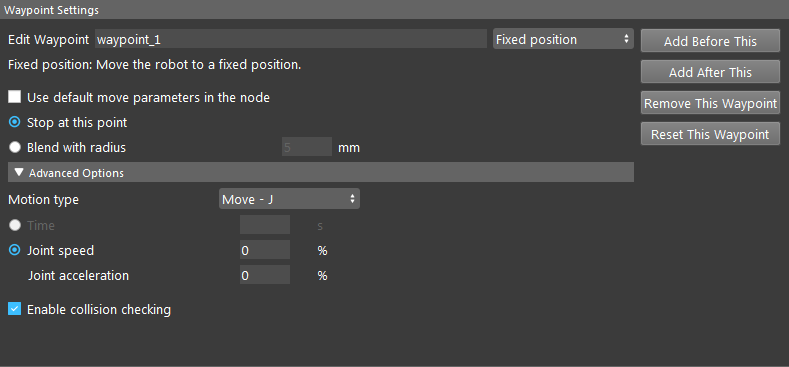 Waypoint Settings
Edit Waypoint waypoint_1 Fixed position Add Before This
Fixed position: Move the robot to a fixed position.
Add After This
Use default move parameters in the node
Remove This Waypoint
Stop at this point
Reset This Waypoint
Blend with radius 5 mm
Advanced Options
Motion type Move - J
Time s
Joint speed 0 %
Joint acceleration 0 %
Enable collision checking